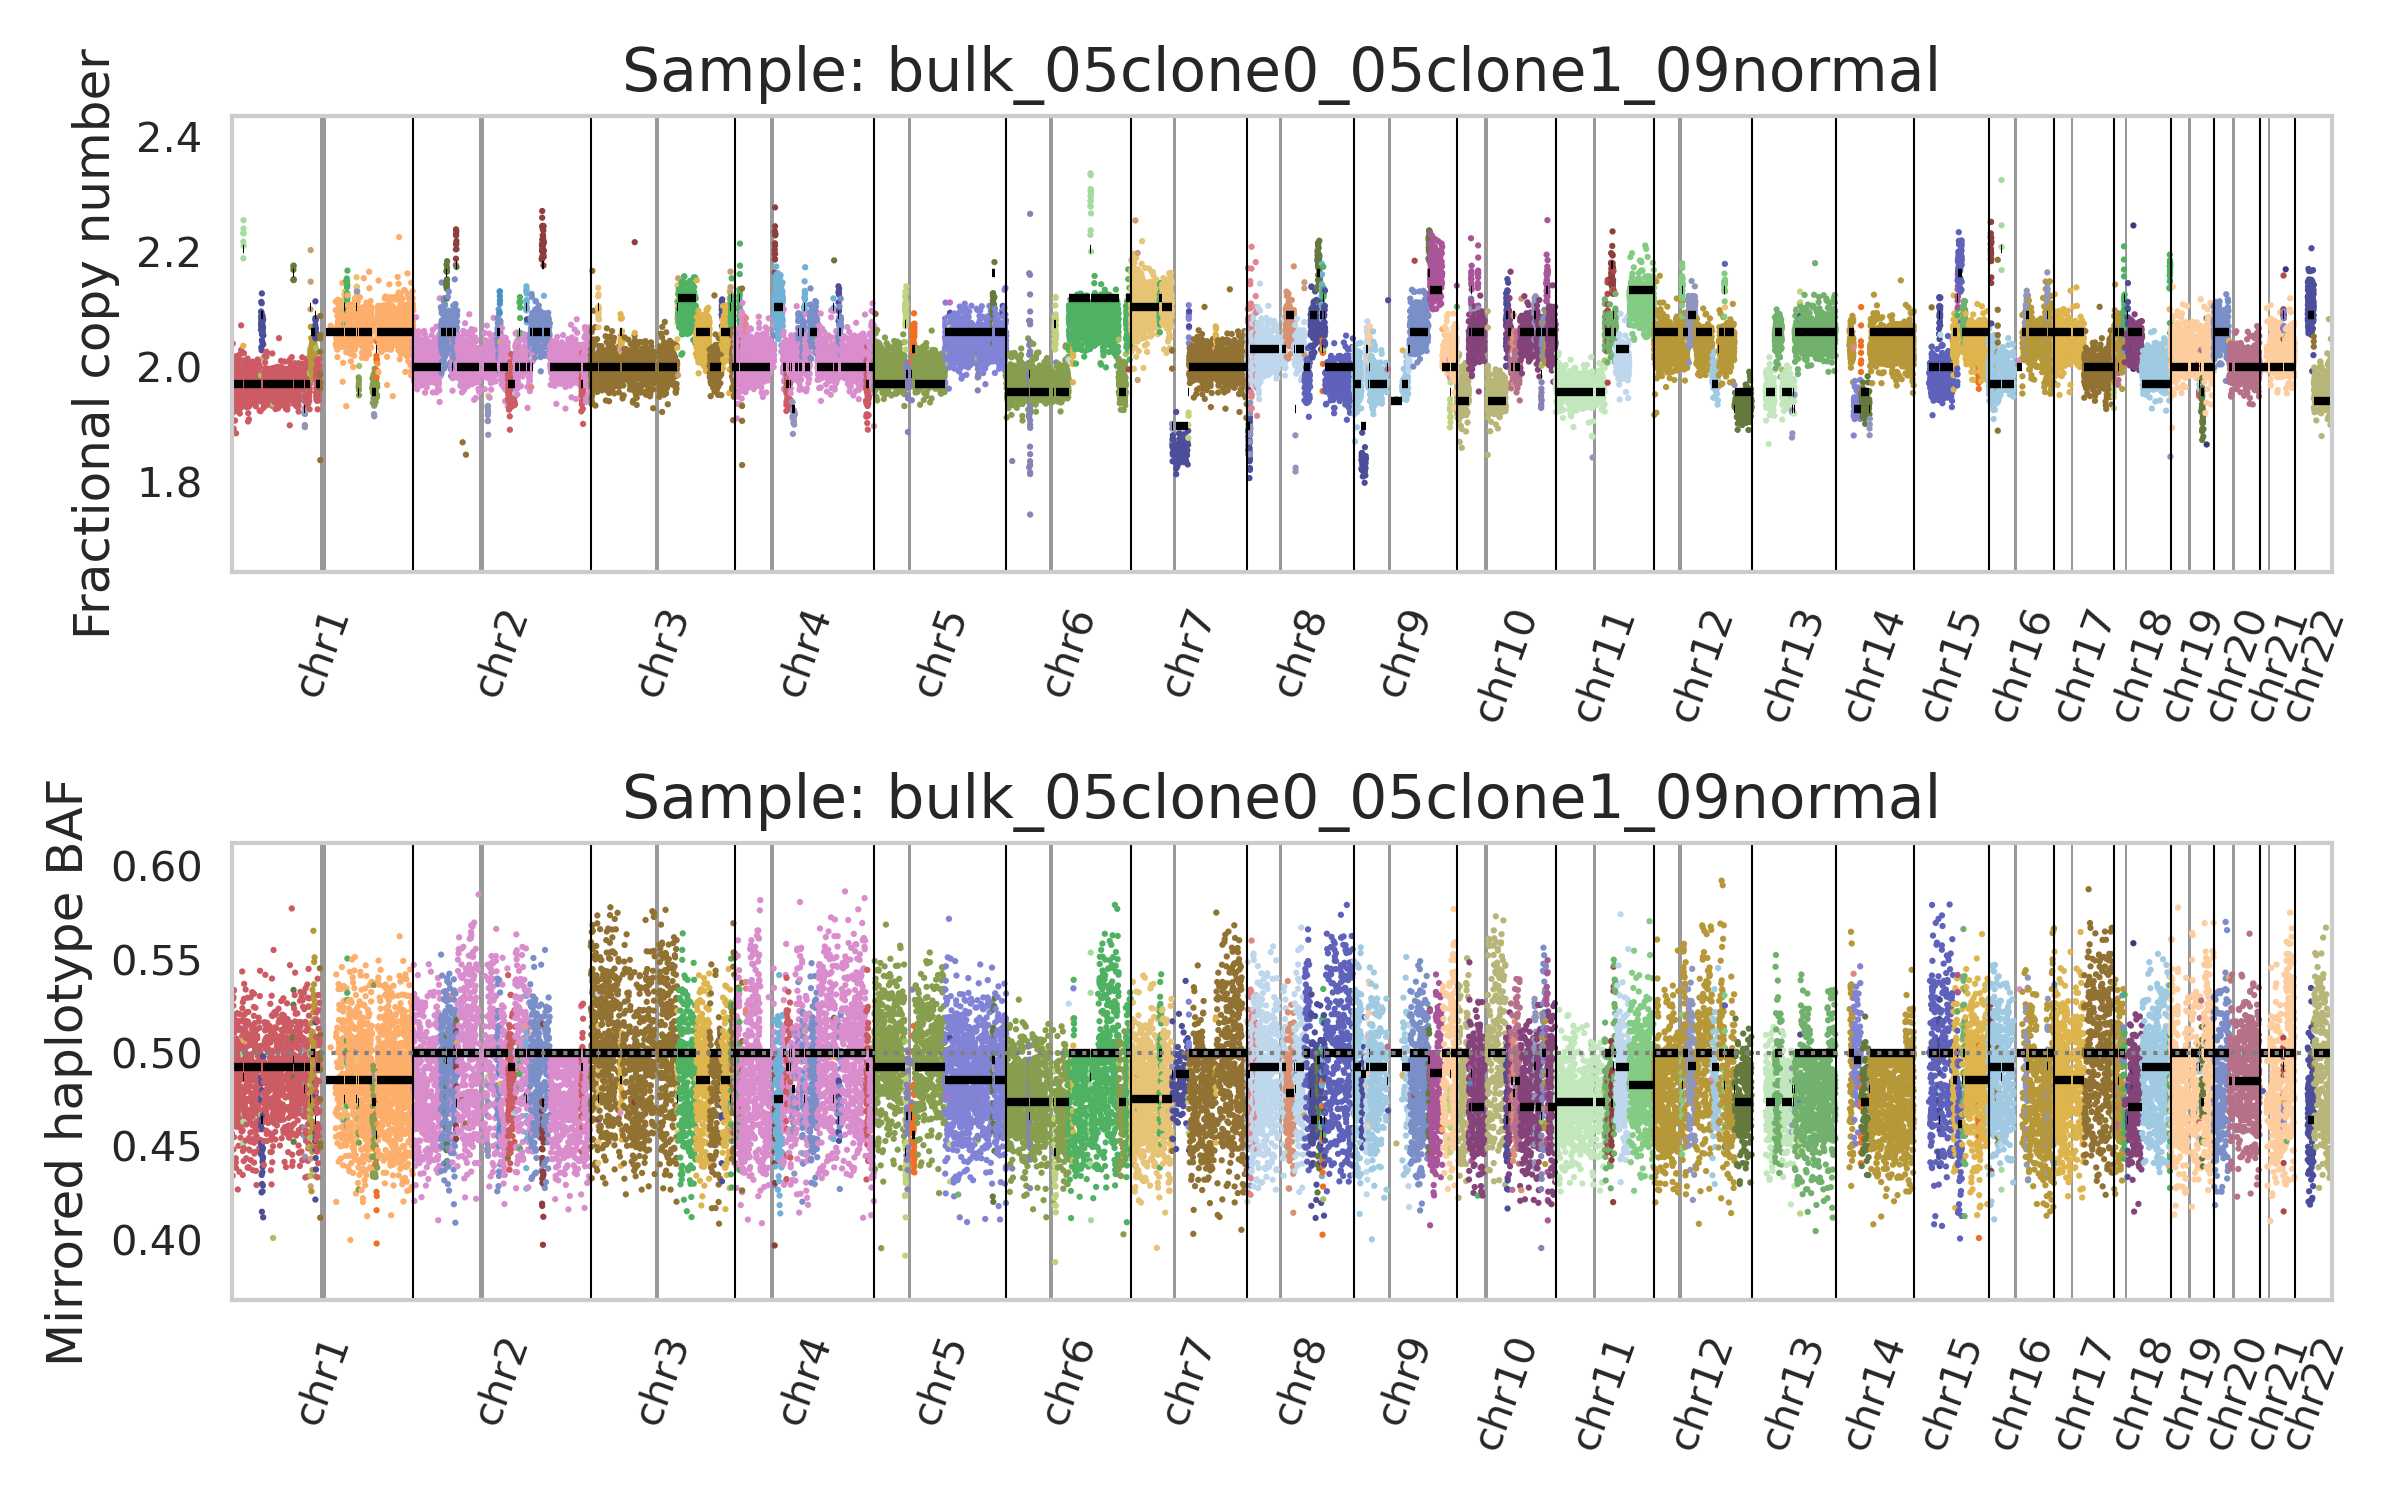 Sample: bulk_05clone0_05clone1_09normal
Fractional copy number
2.4
2.2
2.0
1.8
chr1
chr2
chr3
chr4
chr5
chr6
chr7
chr8
chr9
chr10
chr11
chr12
chr13
chr14
chr15
chr16
chr17
chr18
chr19
chr20
chr21
chr22
Sample: bulk_05clone0_05clone1_09normal
Mirrored haplotype BAF
0.60
0.55
0.50
0.45
0.40
chr1
chr2
chr3
chr4
chr5
chr6
chr7
chr8
chr9
chr10
chr11
chr12
chr13
chr14
chr15
chr16
chr17
chr18
chr19
chr20
chr21
chr22